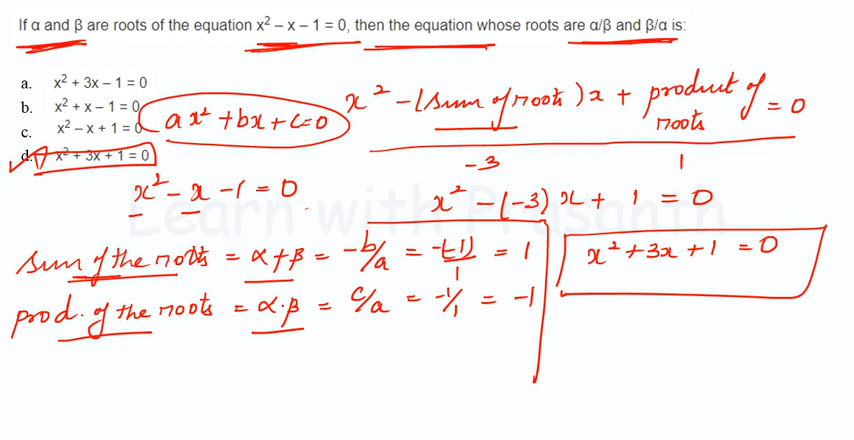 If α and β are roots of the equation x² – x – 1 = 0, then the equation whose roots are α/β and β/α is:
a. x² + 3x – 1 = 0
b. x² + x – 1 = 0
c. x² – x + 1 = 0
d. x² + 3x + 1 = 0
ax² + bx + c = 0
x² - (sum of roots) x + product of roots = 0
-3 1
x² - x - 1 = 0
x² - (-3) x + 1 = 0
Learn with Prasanth
sum of the roots = α + β = -b/a = -(-1)/1 = 1
x² + 3x + 1 = 0
prod. of the roots = α.β = c/a = -1/1 = -1